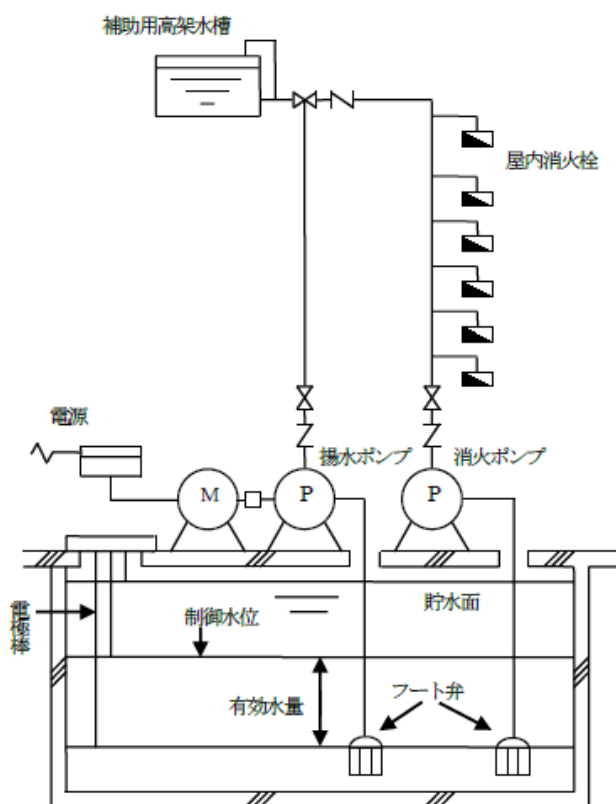 補助用高架水槽
屋内消火栓
電源
揚水ポンプ
消火ポンプ
M
P
P
電極棒
制御水位
貯水面
有効水量
フート弁